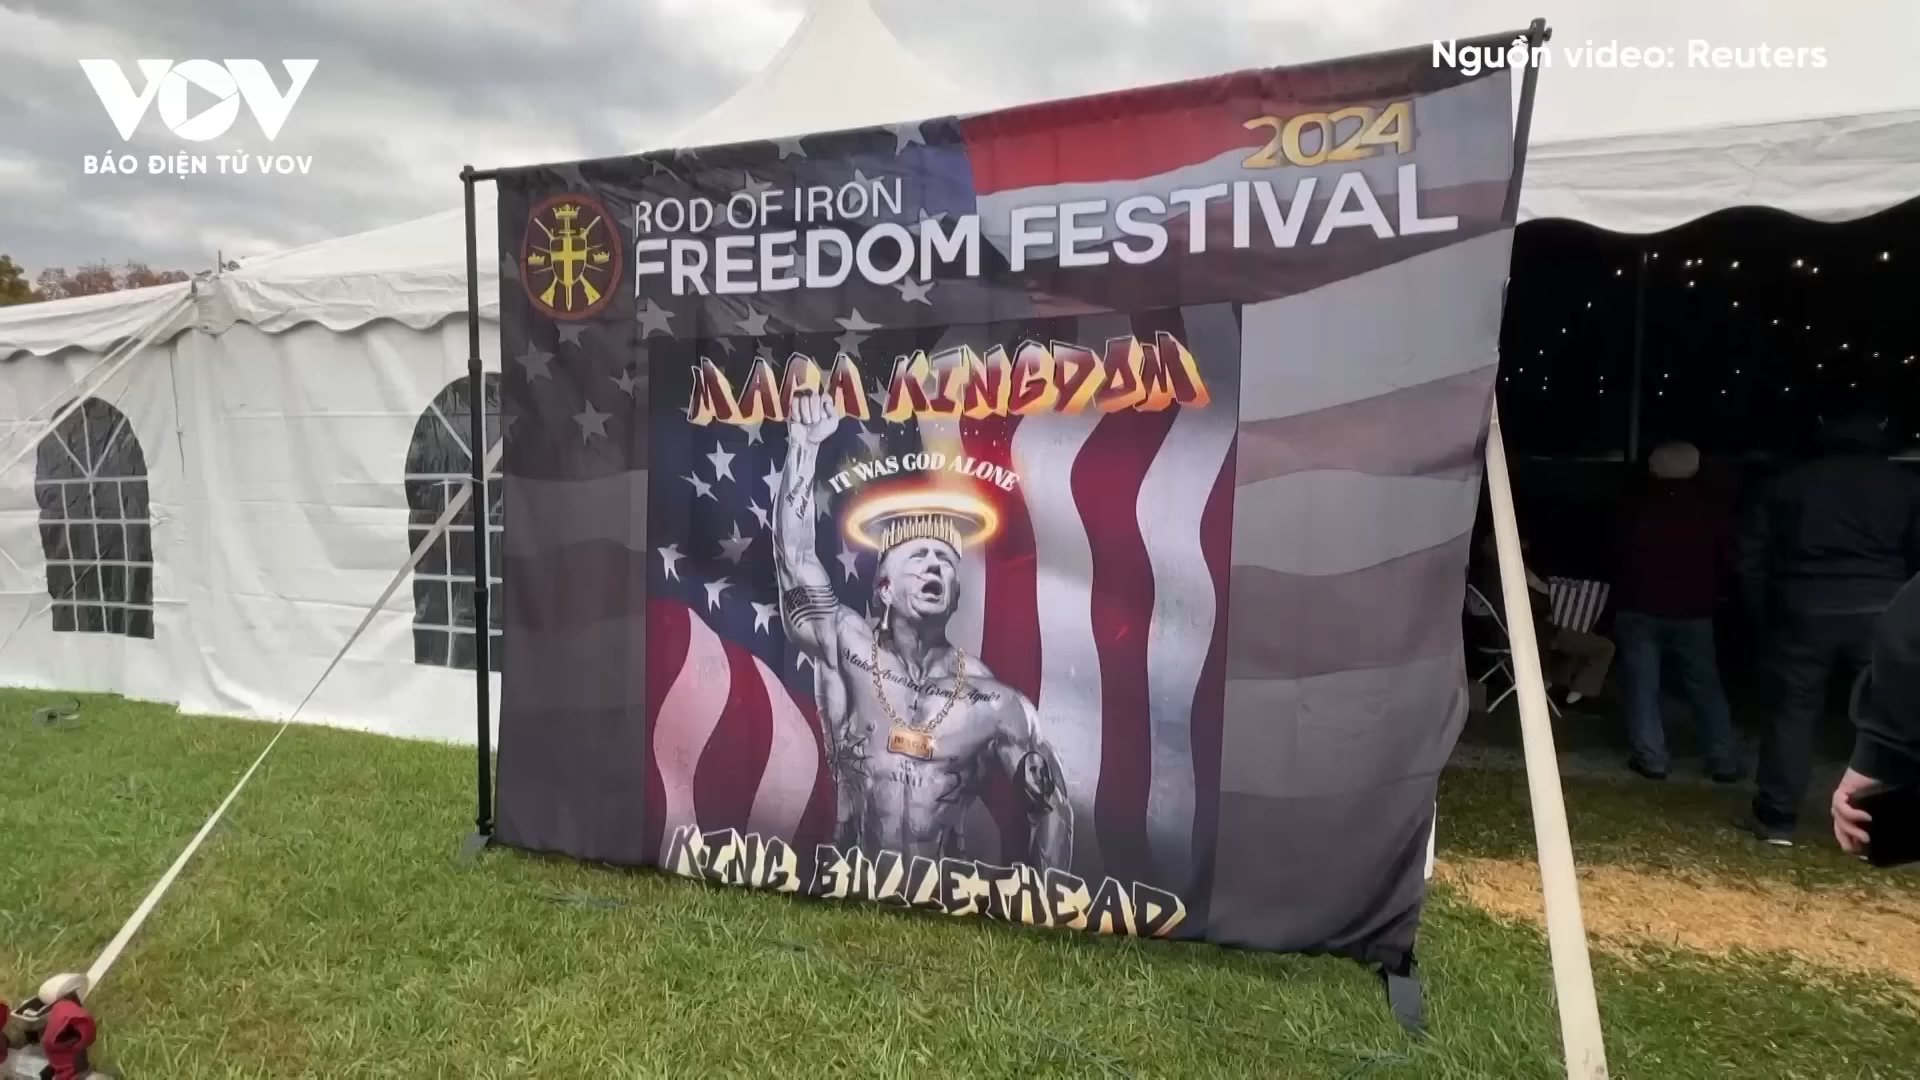 VOV
BÁO ĐIỆN TỬ VOV
Nguồn video: Reuters
2024
ROD OF IRON
FREEDOM FESTIVAL
MAGA KINGDOM
IT WAS GOD ALONE
Make America Great Again
MAGA
KING BULLETHEAD